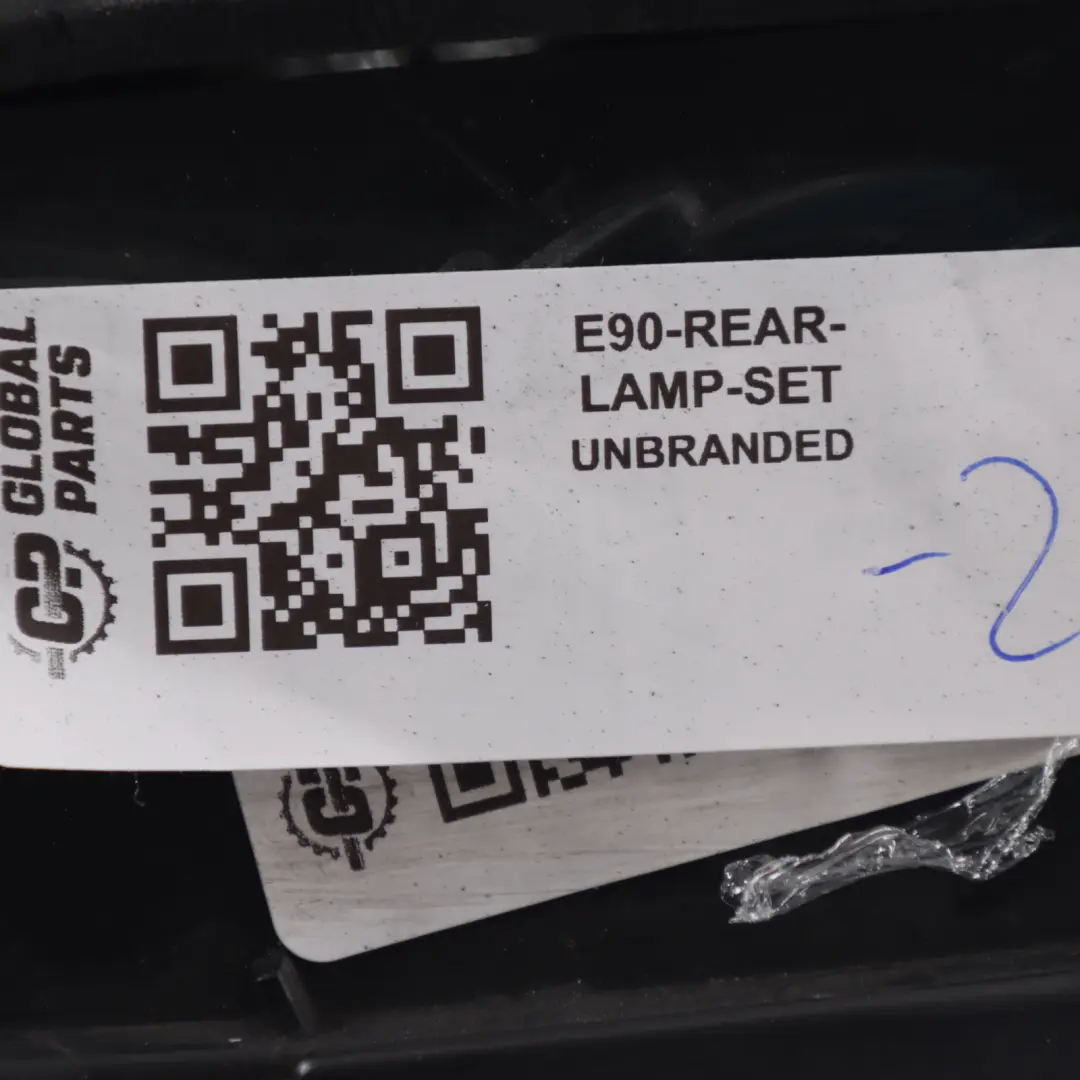 GLOBAL
PARTS
E90-REAR-
LAMP-SET
UNBRANDED
-2